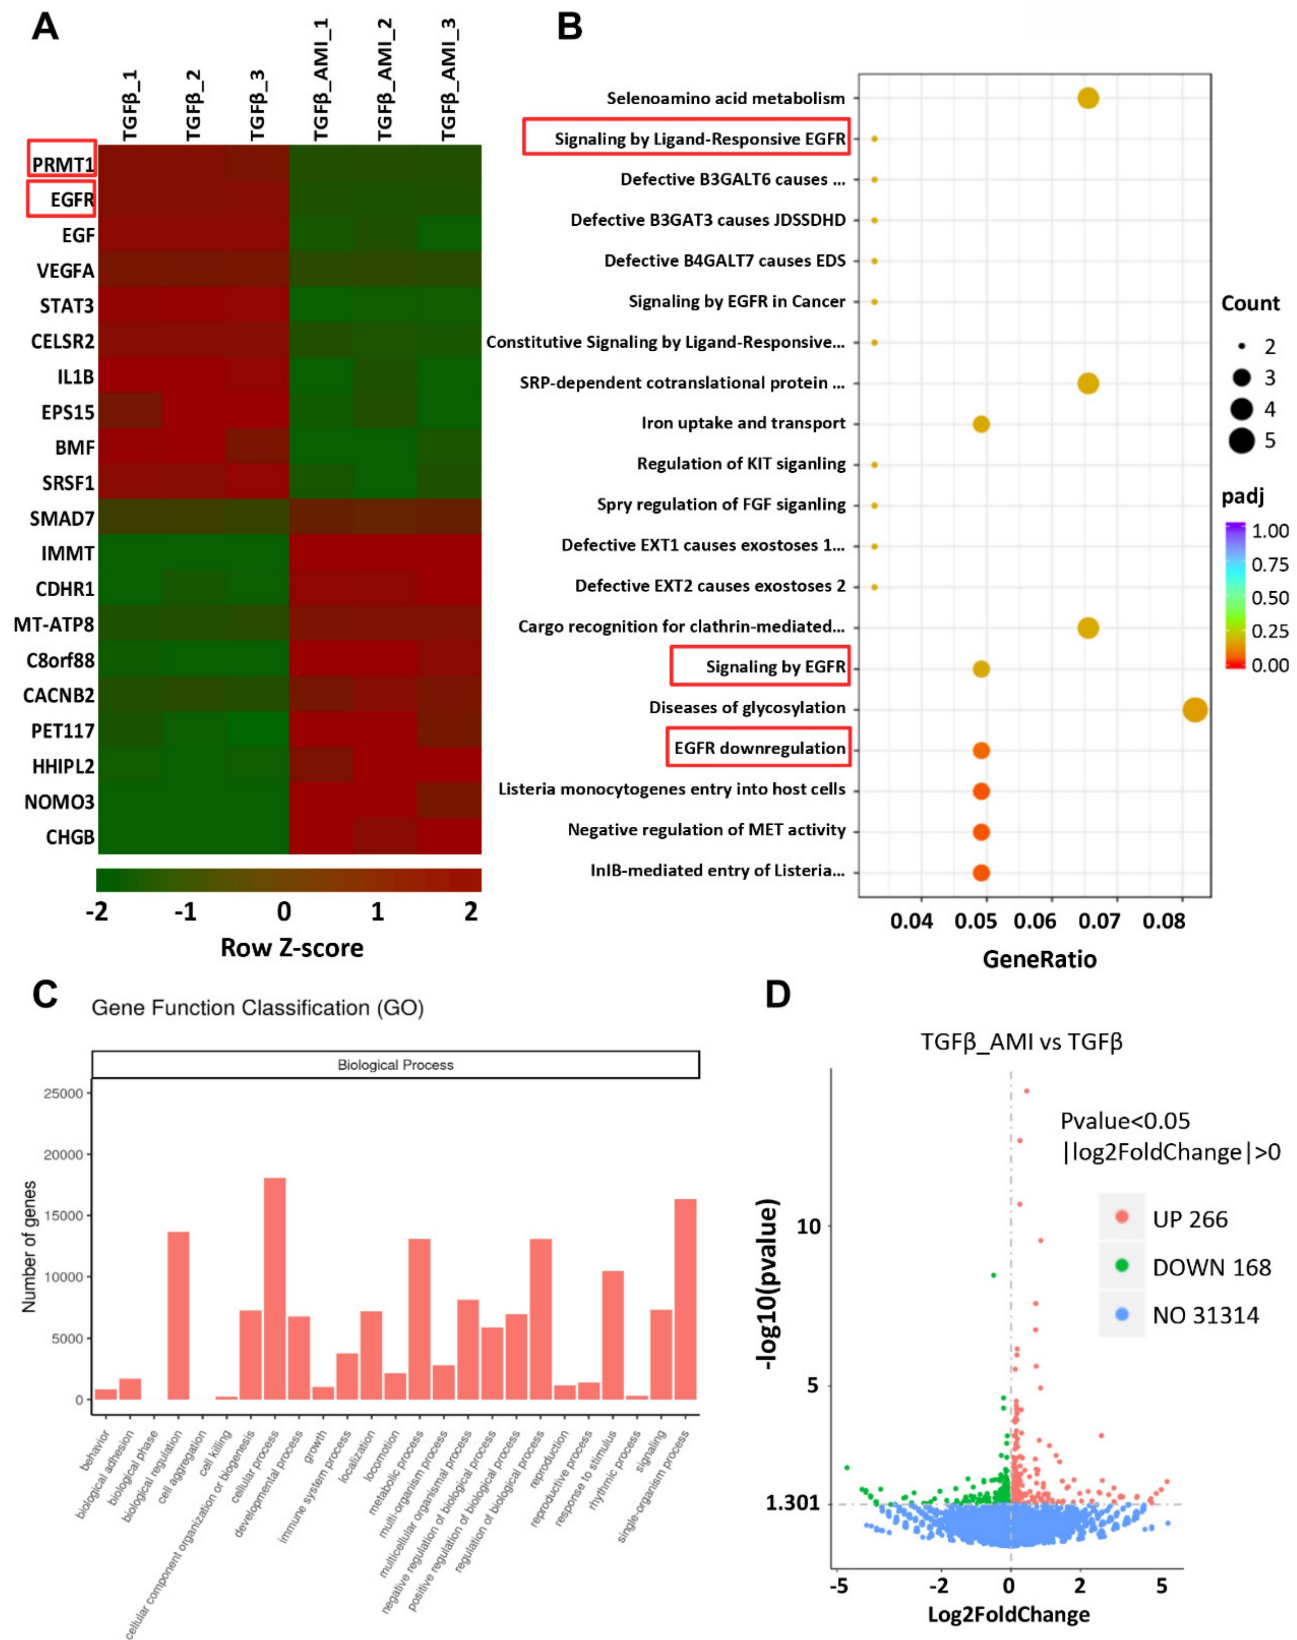 A
TGFβ_1
TGFβ_2
TGFβ_3
TGFβ_AMI_1
TGFβ_AMI_2
TGFβ_AMI_3
PRMT1
EGFR
EGF
VEGFA
STAT3
CELSR2
IL1B
EPS15
BMF
SRSF1
SMAD7
IMMT
CDHR1
MT-ATP8
C8orf88
CACNB2
PET117
HHIPL2
NOMO3
CHGB
-2 -1 0 1 2
Row Z-score
B
Selenoamino acid metabolism
Signaling by Ligand-Responsive EGFR
Defective B3GALT6 causes ...
Defective B3GAT3 causes JDSSDHD
Defective B4GALT7 causes EDS
Signaling by EGFR in Cancer
Constitutive Signaling by Ligand-Responsive...
SRP-dependent cotranslational protein ...
Iron uptake and transport
Regulation of KIT siganling
Spry regulation of FGF siganling
Defective EXT1 causes exostoses 1...
Defective EXT2 causes exostoses 2
Cargo recognition for clathrin-mediated...
Signaling by EGFR
Diseases of glycosylation
EGFR downregulation
Listeria monocytogenes entry into host cells
Negative regulation of MET activity
InIB-mediated entry of Listeria...
0.04 0.05 0.06 0.07 0.08
GeneRatio
Count
2
3
4
5
padj
1.00
0.75
0.50
0.25
0.00
C
Gene Function Classification (GO)
Biological Process
25000
20000
15000
10000
5000
0
Number of genes
behavior
biological adhesion
biological phase
biological regulation
cell aggregation
cell killing
cellular component organization or biogenesis
cellular process
developmental process
growth
immune system process
localization
locomotion
metabolic process
multi-organism process
multicellular organismal process
negative regulation of biological process
positive regulation of biological process
regulation of biological process
reproduction
reproductive process
response to stimulus
rhythmic process
signaling
single-organism process
D
TGFβ_AMI vs TGFβ
Pvalue<0.05
|log2FoldChange|>0
UP 266
DOWN 168
NO 31314
-log10(pvalue)
10
5
1.301
-5 -2 0 2 5
Log2FoldChange